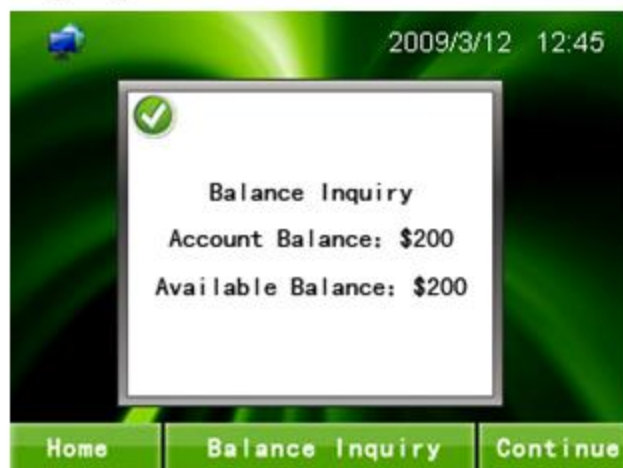 2009/3/12 12:45
Balance Inquiry
Account Balance: $200
Available Balance: $200
Home Balance Inquiry Continue